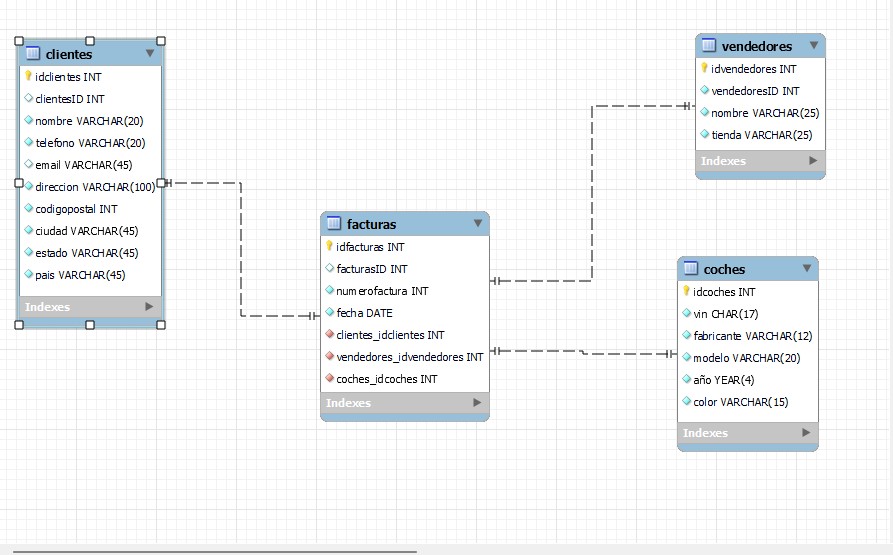 clientes
idclientes INT
clientesID INT
nombre VARCHAR(20)
telefono VARCHAR(20)
email VARCHAR(45)
direccion VARCHAR(100)
codigopostal INT
ciudad VARCHAR(45)
estado VARCHAR(45)
pais VARCHAR(45)
Indexes
facturas
idfacturas INT
facturasID INT
numerofactura INT
fecha DATE
clientes_idclientes INT
vendedores_idvendedores INT
coches_idcoches INT
Indexes
vendedores
idvendedores INT
vendedoresID INT
nombre VARCHAR(25)
tienda VARCHAR(25)
Indexes
coches
idcoches INT
vin CHAR(17)
fabricante VARCHAR(12)
modelo VARCHAR(20)
año YEAR(4)
color VARCHAR(15)
Indexes